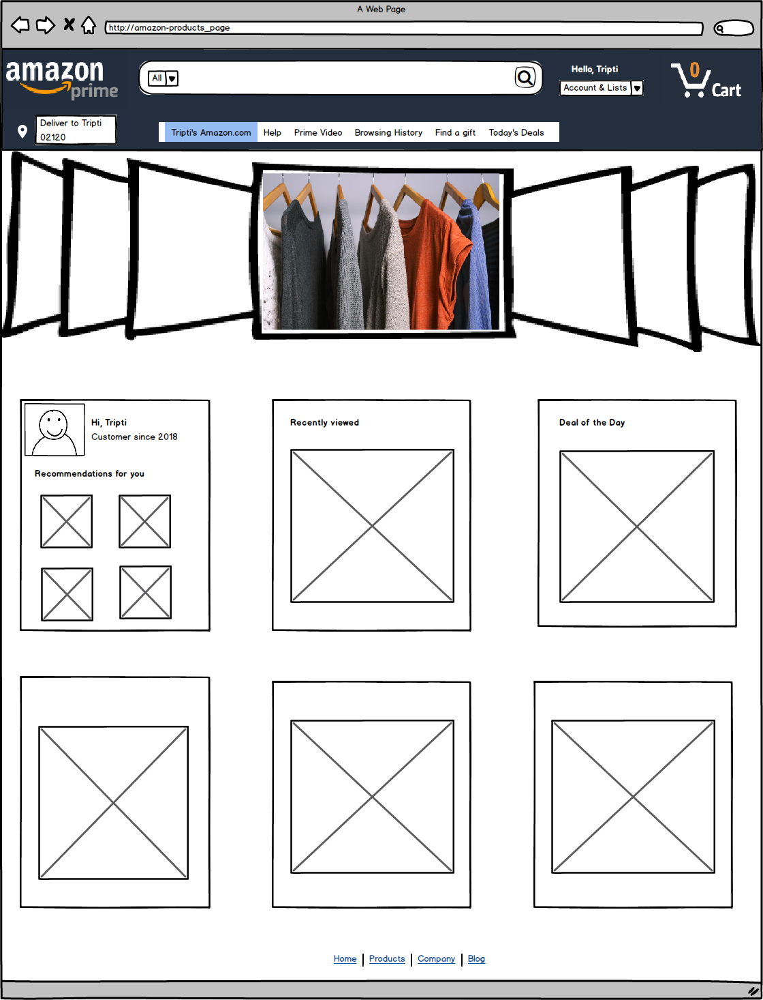 A Web Page
http://amazon-products_page
amazon
prime
All
Hello, Tripti
Account & Lists
0
Cart
Deliver to Tripti
02120
Tripti's Amazon.com Help Prime Video Browsing History Find a gift Today's Deals
Hi, Tripti
Customer since 2018
Recommendations for you
Recently viewed
Deal of the Day
Home | Products | Company | Blog